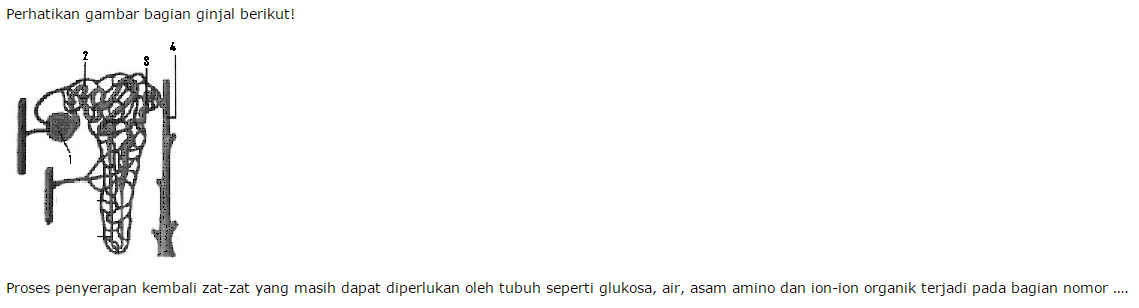 Perhatikan gambar bagian ginjal berikut!
4
2
3
1
Proses penyerapan kembali zat-zat yang masih dapat diperlukan oleh tubuh seperti glukosa, air, asam amino dan ion-ion organik terjadi pada bagian nomor ....